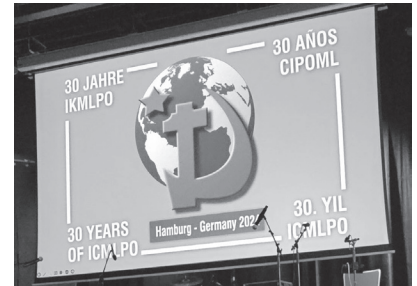 30 JAHRE
IKMLPO
30 AÑOS
CIPOML
30 YEARS
OF ICMLPO
Hamburg - Germany
30. YIL
ICMLPO